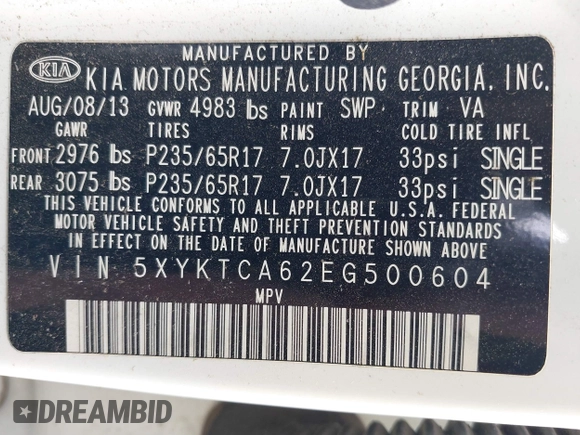 MANUFACTURED BY
KIA KIA MOTORS MANUFACTURING GEORGIA, INC.
AUG/08/13 GVWR 4983 lbs PAINT SWP TRIM VA
GAWR TIRES RIMS COLD TIRE INFL
FRONT 2976 lbs P235/65R17 7.0JX17 33psi SINGLE
REAR 3075 lbs P235/65R17 7.0JX17 33psi SINGLE
THIS VEHICLE CONFORMS TO ALL APPLICABLE U.S.A. FEDERAL
MOTOR VEHICLE SAFETY BUMPER, AND THEFT PREVENTION STANDARDS
IN EFFECT ON THE DATE OF MANUFACTURE SHOWN ABOVE
VIN 5XYKTCA62EG500604
MPV
DREAMBID